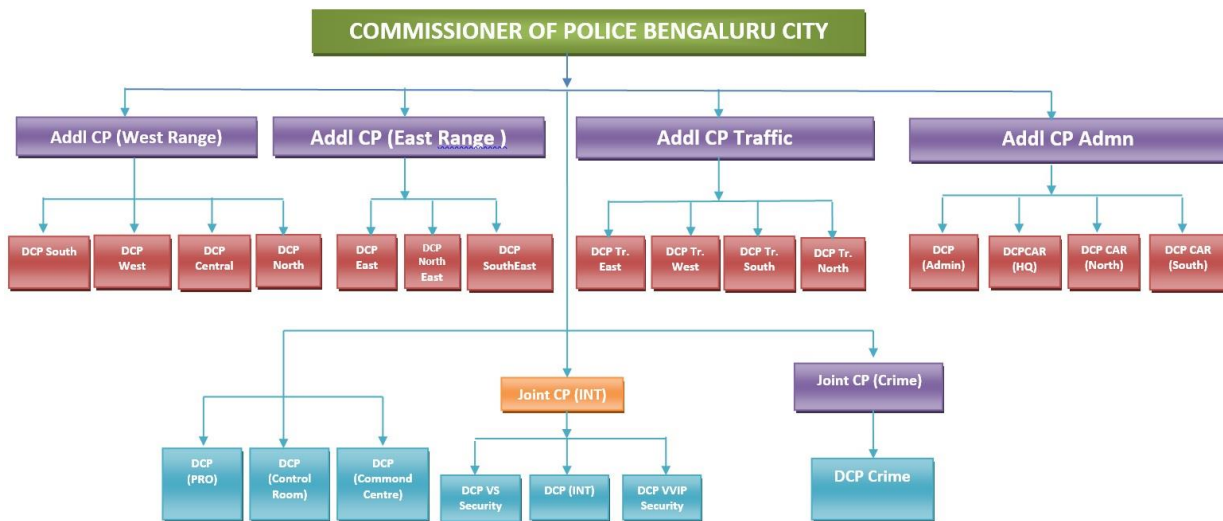 COMMISSIONER OF POLICE BENGALURU CITY
Addl CP (West Range)
Addl CP (East Range )
Addl CP Traffic
Addl CP Admn
DCP South
DCP
West
DCP
Central
DCP
North
DCP
East
DCP
North
East
DCP
SouthEast
DCP Tr.
East
DCP Tr.
West
DCP Tr.
South
DCP Tr.
North
DCP
(Admin)
DCPCAR
(HQ)
DCP CAR
(North)
DCP CAR
(South)
Joint CP (INT)
Joint CP (Crime)
DCP
(PRO)
DCP
(Control
Room)
DCP
(Commond
Centre)
DCP VS
Security
DCP (INT)
DCP VVIP
Security
DCP Crime